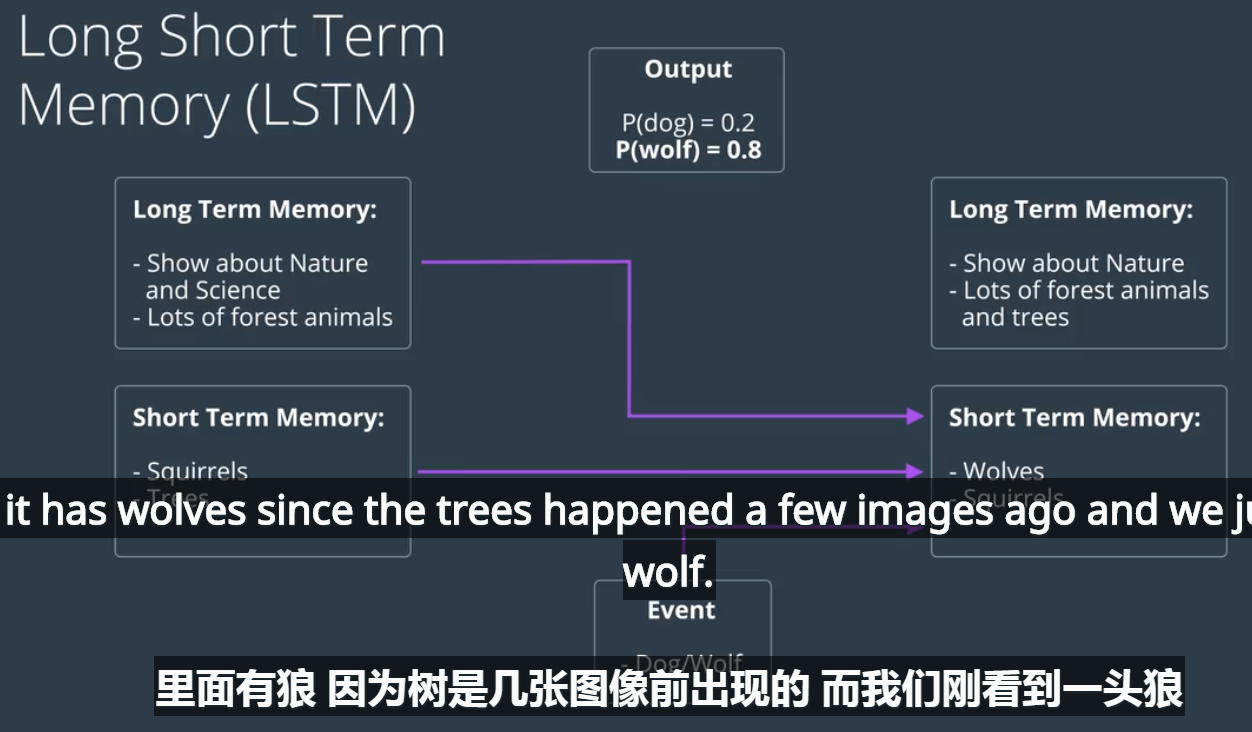 Long Short Term
Memory (LSTM)
Output
P(dog) = 0.2
P(wolf) = 0.8
Long Term Memory:
- Show about Nature
and Science
- Lots of forest animals
Long Term Memory:
- Show about Nature
- Lots of forest animals
and trees
Short Term Memory:
- Squirrels
- Trees
Short Term Memory:
- Wolves
- Squirrels
it has wolves since the trees happened a few images ago and we ju
wolf.
Event
- Dog/Wolf
里面有狼 因为树是几张图像前出现的 而我们刚看到一头狼